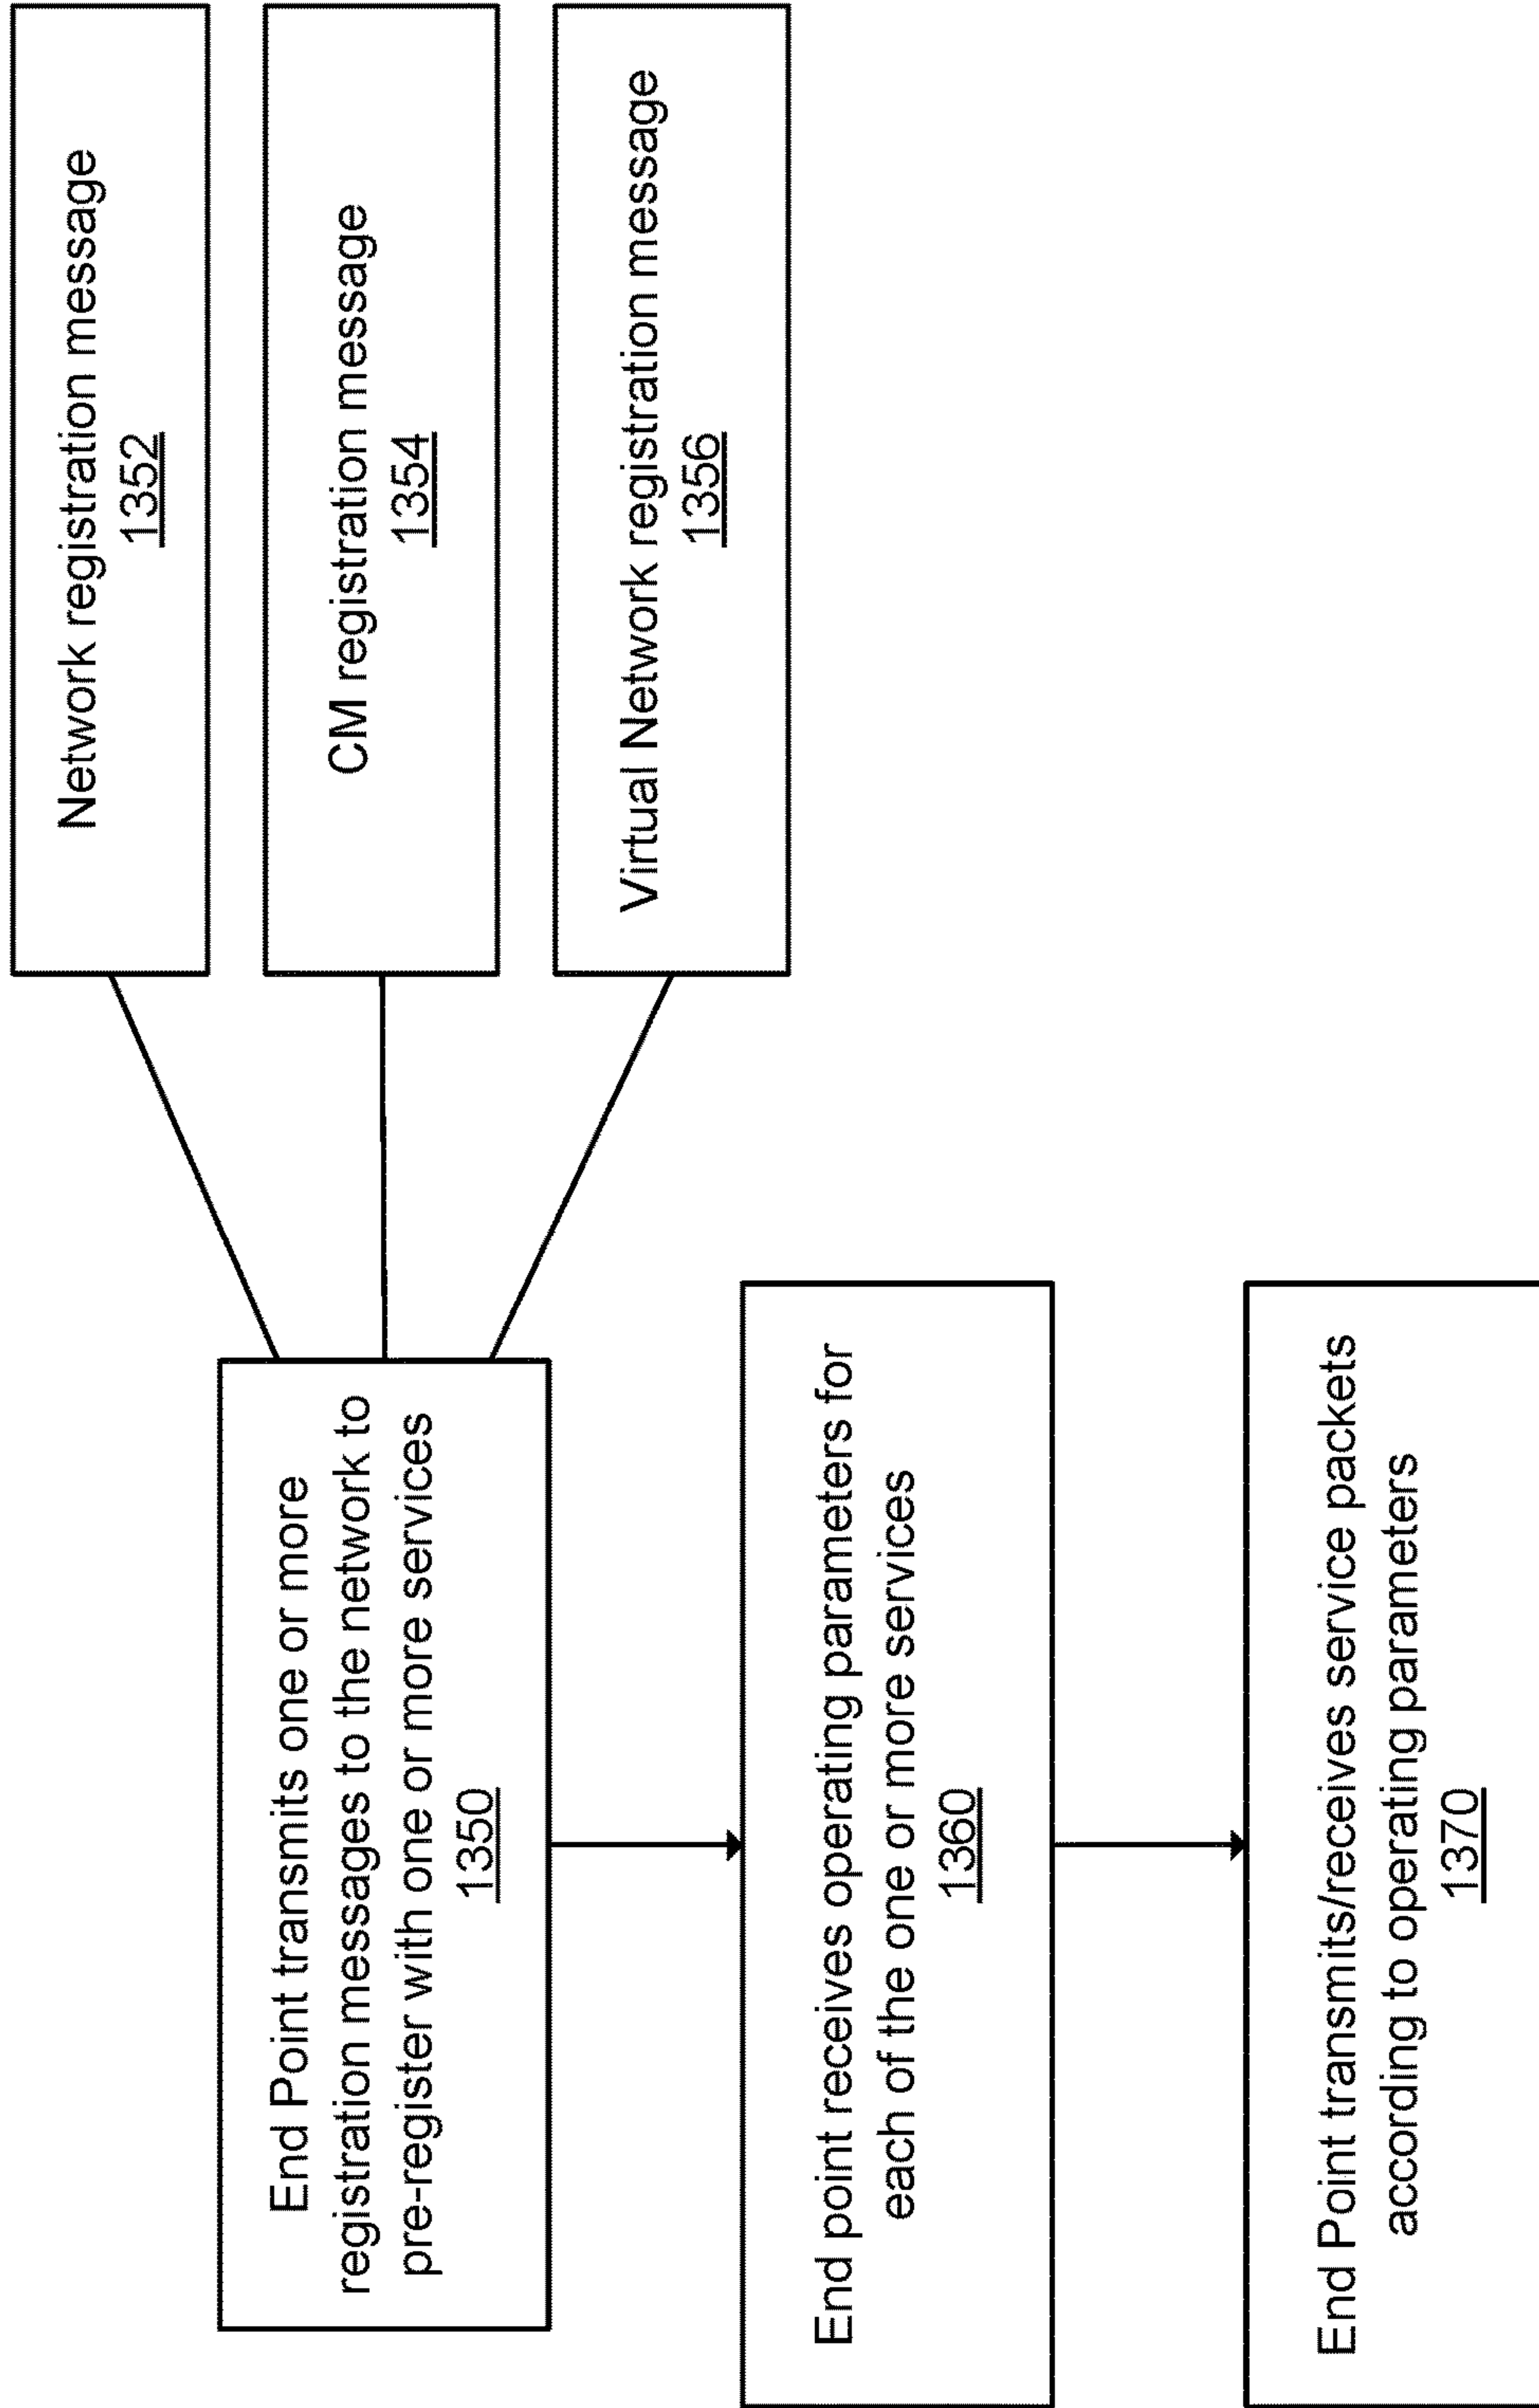 End Point transmits one or more
registration messages to the network to
pre-register with one or more services
1350
Network registration message
1352
CM registration message
1354
Virtual Network registration message
1356
End point receives operating parameters for
each of the one or more services
1360
End Point transmits/receives service packets
according to operating parameters
1370